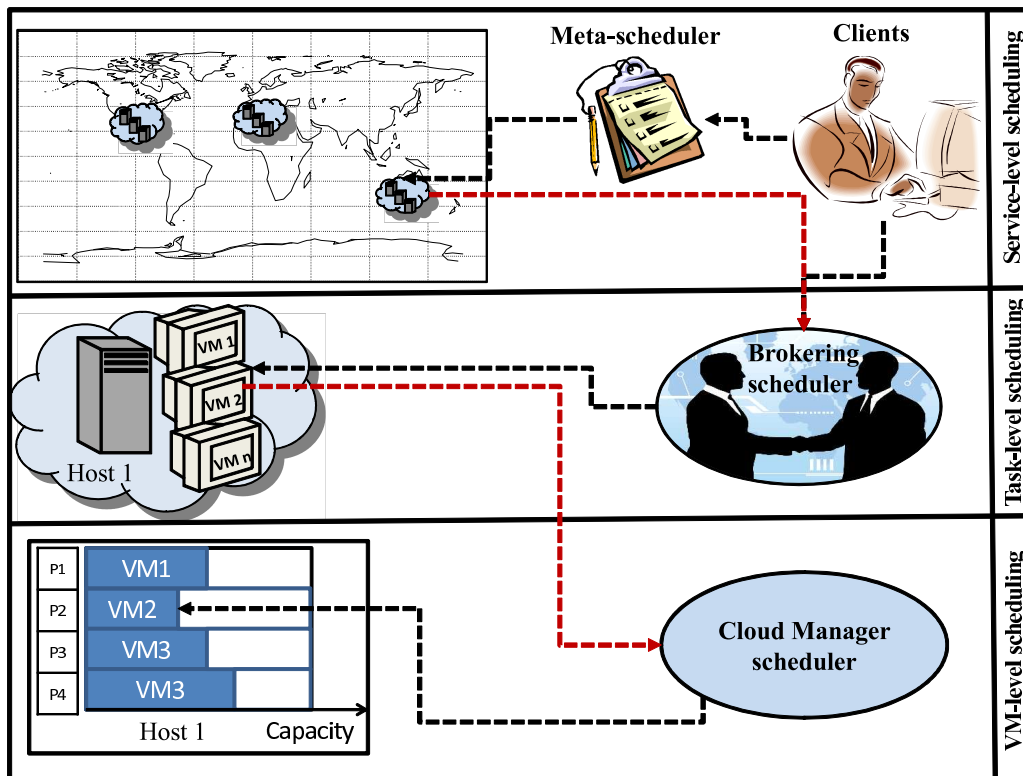 Meta-scheduler
Clients
Service-level scheduling
VM 1
VM 2
VM n
Host 1
Brokering
scheduler
Task-level scheduling
P1
VM1
P2
VM2
P3
VM3
P4
VM3
Host 1
Capacity
Cloud Manager
scheduler
VM-level scheduling